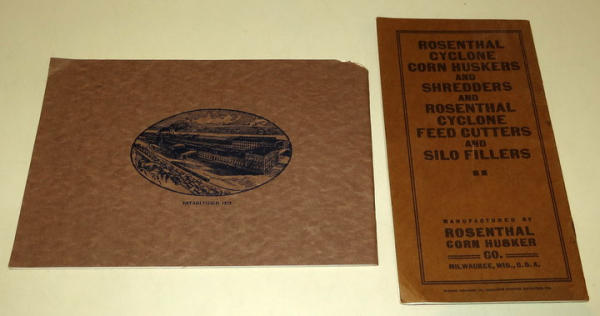 ROSENTHAL
CYCLONE
CORN HUSKERS
AND
SHREDDERS
AND
ROSENTHAL
CYCLONE
FEED CUTTERS
AND
SILO FILLERS
MANUFACTURED BY
ROSENTHAL
CORN HUSKER
CO.
MILWAUKEE, WIS., U.S.A.
ESTABLISHED